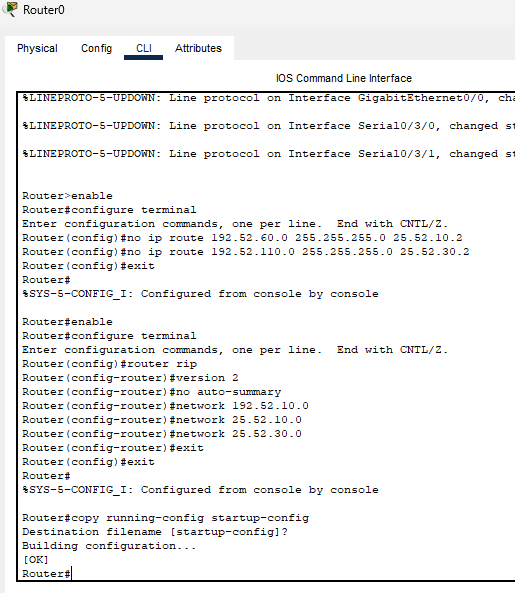 Router0
Physical Config CLI Attributes
IOS Command Line Interface
%LINEPROTO-5-UPDOWN: Line protocol on Interface GigabitEthernet0/0,
%LINEPROTO-5-UPDOWN: Line protocol on Interface Serial0/3/0, changed
%LINEPROTO-5-UPDOWN: Line protocol on Interface Serial0/3/1, changed
Router>enable
Router#configure terminal
Enter configuration commands, one per line.  End with CNTL/Z.
Router(config)#no ip route 192.52.60.0 255.255.255.0 25.52.10.2
Router(config)#no ip route 192.52.110.0 255.255.255.0 25.52.30.2
Router(config)#exit
Router#
%SYS-5-CONFIG_I: Configured from console by console
Router#enable
Router#configure terminal
Enter configuration commands, one per line.  End with CNTL/Z.
Router(config)#router rip
Router(config-router)#version 2
Router(config-router)#no auto-summary
Router(config-router)#network 192.52.10.0
Router(config-router)#network 25.52.10.0
Router(config-router)#network 25.52.30.0
Router(config-router)#exit
Router(config)#exit
Router#
%SYS-5-CONFIG_I: Configured from console by console
Router#copy running-config startup-config
Destination filename [startup-config]?
Building configuration...
[OK]
Router#